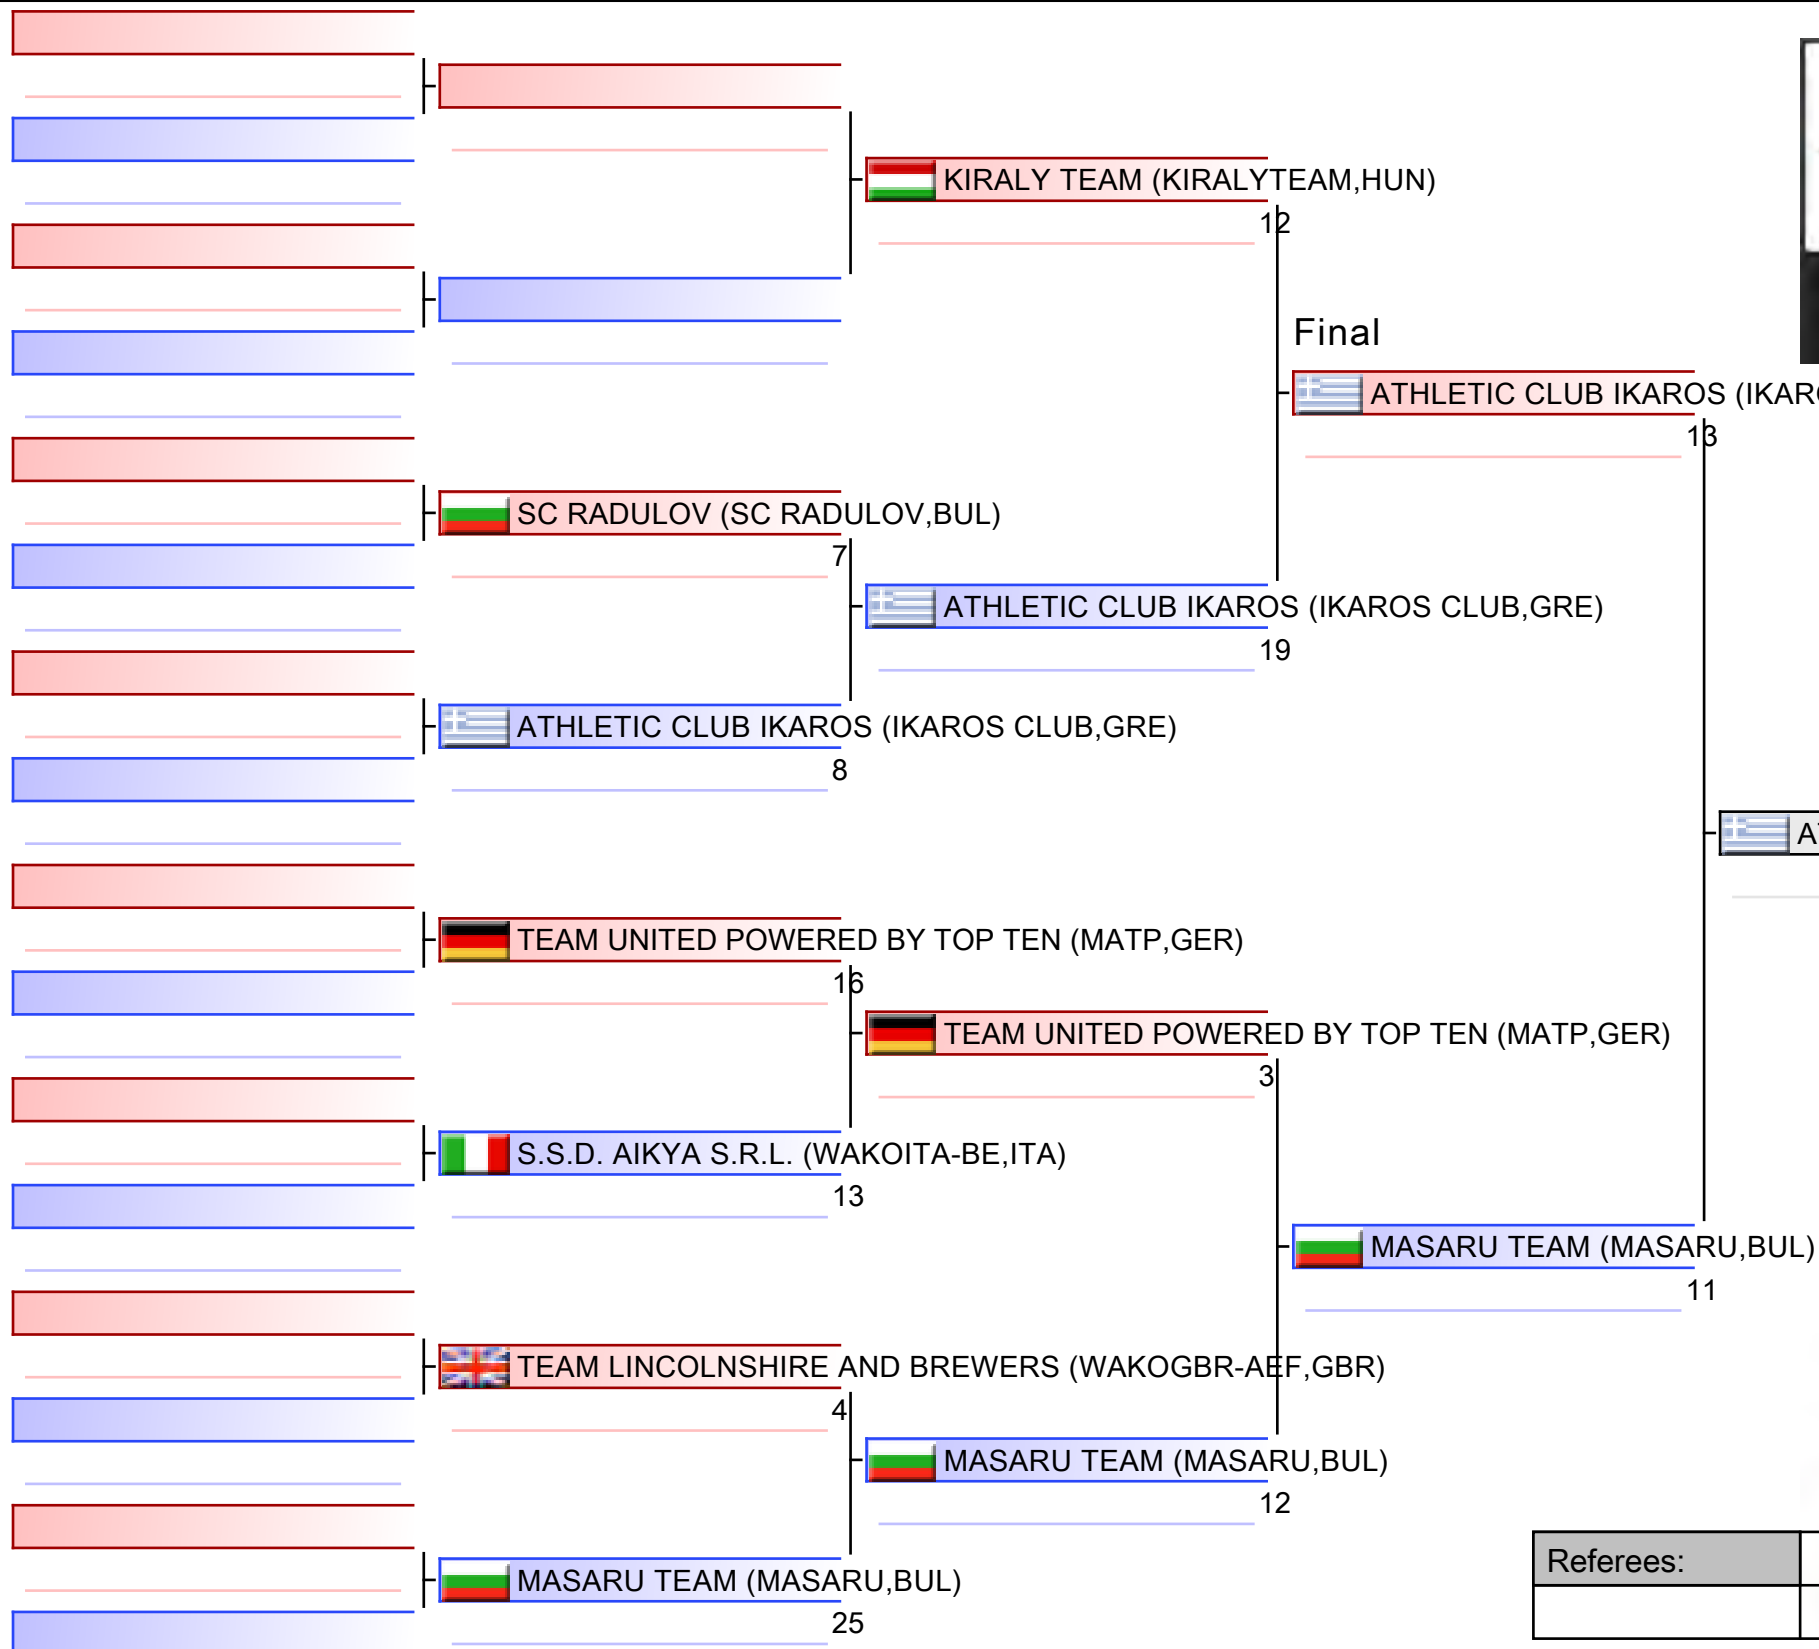 KIRALY TEAM (KIRALYTEAM,HUN)
12
Final
ATHLETIC CLUB IKAROS (IKAR
13
SC RADULOV (SC RADULOV,BUL)
7
ATHLETIC CLUB IKAROS (IKAROS CLUB,GRE)
19
ATHLETIC CLUB IKAROS (IKAROS CLUB,GRE)
8
TEAM UNITED POWERED BY TOP TEN (MATP,GER)
16
TEAM UNITED POWERED BY TOP TEN (MATP,GER)
3
S.S.D. AIKYA S.R.L. (WAKOITA-BE,ITA)
13
MASARU TEAM (MASARU,BUL)
11
TEAM LINCOLNSHIRE AND BREWERS (WAKOGBR-AEF,GBR)
4
MASARU TEAM (MASARU,BUL)
12
Referees:
MASARU TEAM (MASARU,BUL)
25